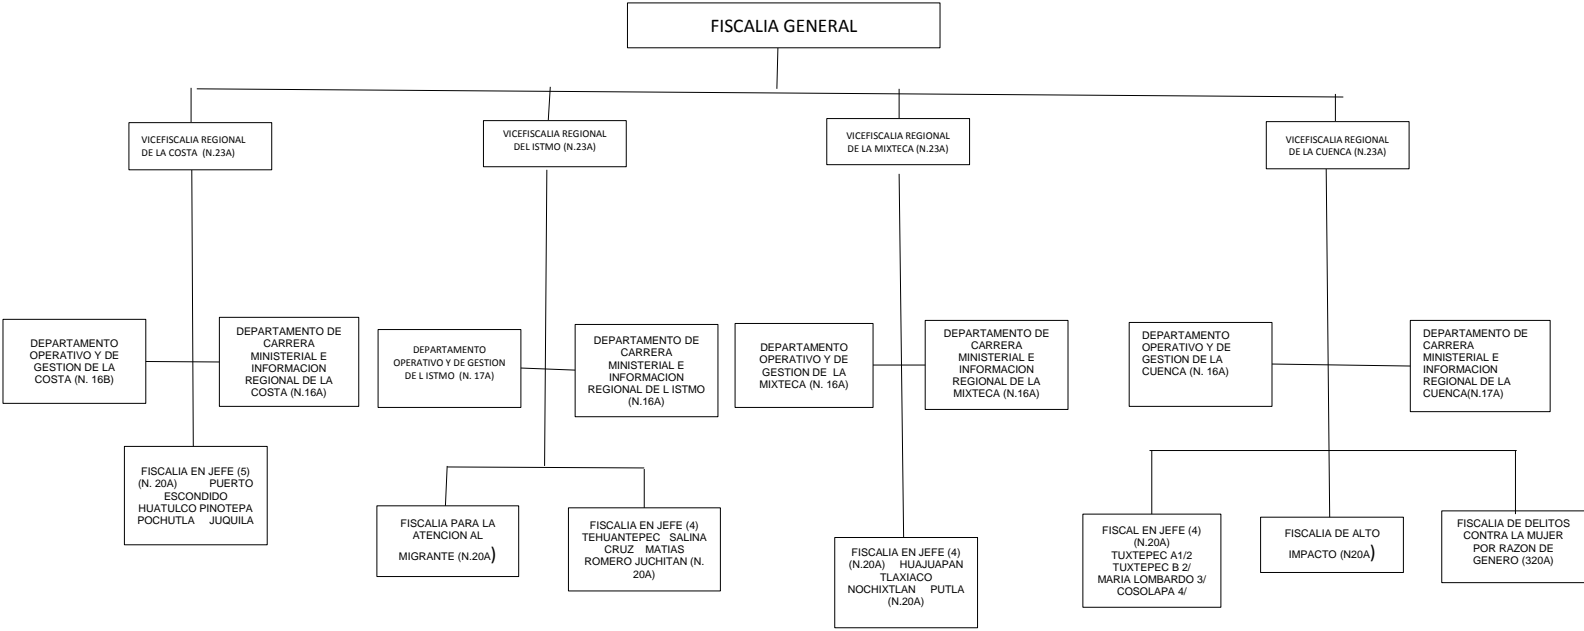 FISCALIA GENERAL
VICEFISCALIA REGIONAL
DE LA COSTA (N.23A)
VICEFISCALIA REGIONAL
DEL ISTMO (N.23A)
VICEFISCALIA REGIONAL
DE LA MIXTECA (N.23A)
VICEFISCALIA REGIONAL
DE LA CUENCA (N.23A)
DEPARTAMENTO
OPERATIVO Y DE
GESTION DE LA
COSTA (N. 16B)
DEPARTAMENTO DE
CARRERA
MINISTERIAL E
INFORMACION
REGIONAL DE LA
COSTA (N.16A)
DEPARTAMENTO
OPERATIVO Y DE GESTION
DE L ISTMO (N. 17A)
DEPARTAMENTO DE
CARRERA
MINISTERIAL E
INFORMACION
REGIONAL DE L ISTMO
(N.16A)
DEPARTAMENTO
OPERATIVO Y DE
GESTION DE LA
MIXTECA (N. 16A)
DEPARTAMENTO DE
CARRERA
MINISTERIAL E
INFORMACION
REGIONAL DE LA
MIXTECA (N.16A)
DEPARTAMENTO
OPERATIVO Y DE
GESTION DE LA
CUENCA (N. 16A)
DEPARTAMENTO DE
CARRERA
MINISTERIAL E
INFORMACION
REGIONAL DE LA
CUENCA(N.17A)
FISCALIA EN JEFE (5)
(N. 20A) PUERTO
ESCONDIDO
HUATULCO PINOTEPA
POCHUTLA JUQUILA
FISCALIA PARA LA
ATENCION AL
MIGRANTE (N.20A)
FISCALIA EN JEFE (4)
TEHUANTEPEC SALINA
CRUZ MATIAS
ROMERO JUCHITAN (N.
20A)
FISCALIA EN JEFE (4)
(N.20A) HUAJUAPAN
TLAXIACO
NOCHIXTLAN PUTLA
(N.20A)
FISCAL EN JEFE (4)
(N.20A)
TUXTEPEC A1/2
TUXTEPEC B 2/
MARIA LOMBARDO 3/
COSOLAPA 4/
FISCALIA DE ALTO
IMPACTO (N20A)
FISCALIA DE DELITOS
CONTRA LA MUJER
POR RAZON DE
GENERO (320A)